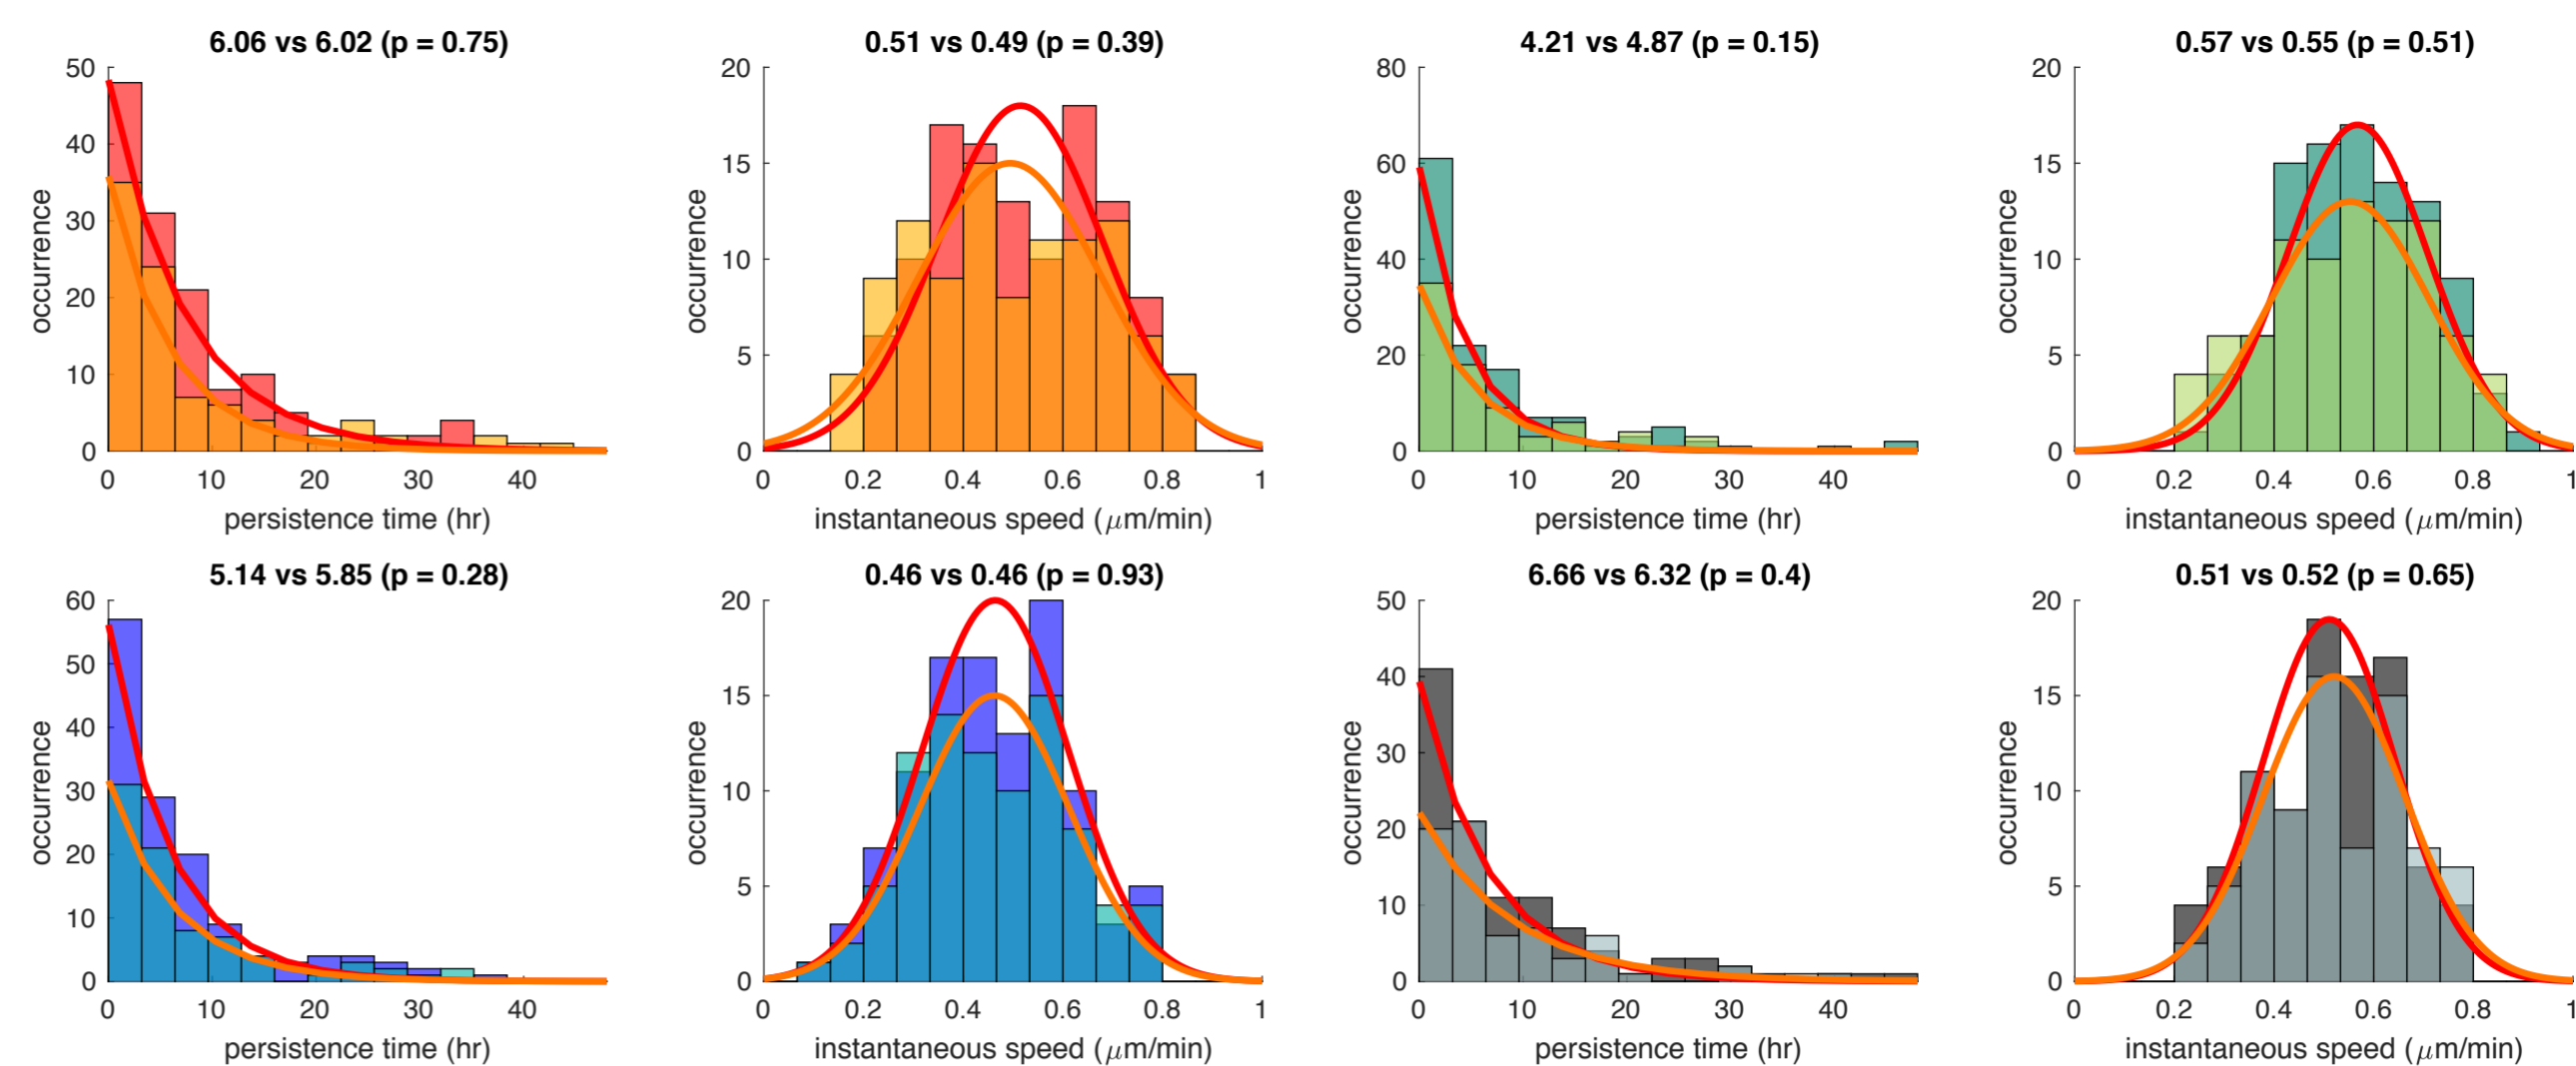 6.06 vs 6.02 (p = 0.75)
50
40
30
20
10
0
occurrence
0 10 20 30 40
persistence time (hr)
0.51 vs 0.49 (p = 0.39)
20
15
10
5
0
occurrence
0 0.2 0.4 0.6 0.8 1
instantaneous speed (μm/min)
4.21 vs 4.87 (p = 0.15)
80
60
40
20
0
occurrence
0 10 20 30 40
persistence time (hr)
0.57 vs 0.55 (p = 0.51)
20
15
10
5
0
occurrence
0 0.2 0.4 0.6 0.8 1
instantaneous speed (μm/min)
5.14 vs 5.85 (p = 0.28)
60
50
40
30
20
10
0
occurrence
0 10 20 30 40
persistence time (hr)
0.46 vs 0.46 (p = 0.93)
20
15
10
5
0
occurrence
0 0.2 0.4 0.6 0.8 1
instantaneous speed (μm/min)
6.66 vs 6.32 (p = 0.4)
50
40
30
20
10
0
occurrence
0 10 20 30 40
persistence time (hr)
0.51 vs 0.52 (p = 0.65)
20
15
10
5
0
occurrence
0 0.2 0.4 0.6 0.8 1
instantaneous speed (μm/min)